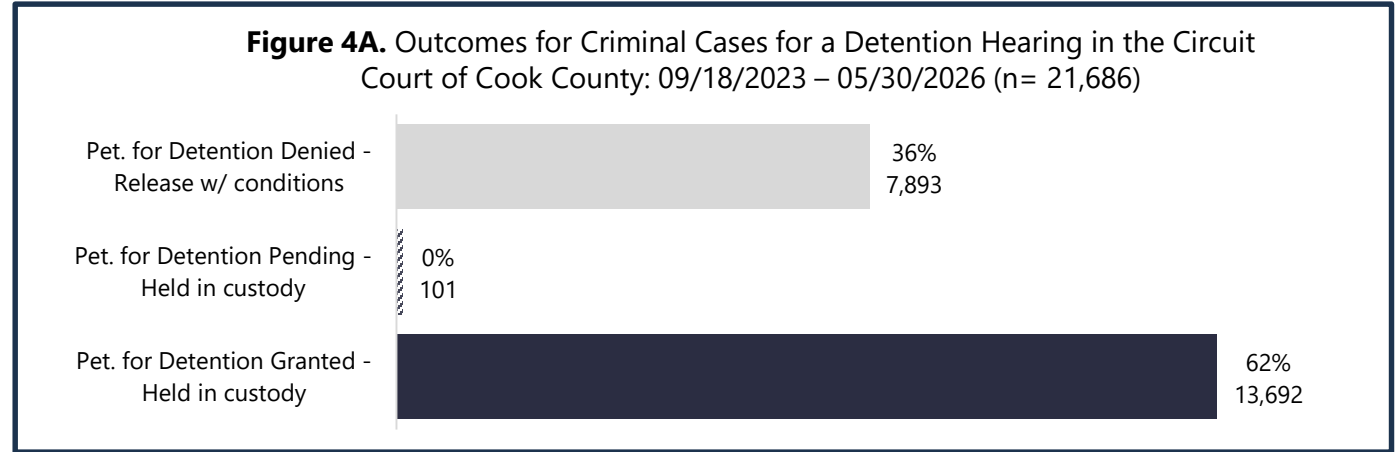 Figure 4A. Outcomes for Criminal Cases for a Detention Hearing in the Circuit
Court of Cook County: 09/18/2023 – 05/30/2026 (n= 21,686)
Pet. for Detention Denied -
Release w/ conditions
36%
7,893
Pet. for Detention Pending -
Held in custody
0%
101
Pet. for Detention Granted -
Held in custody
62%
13,692